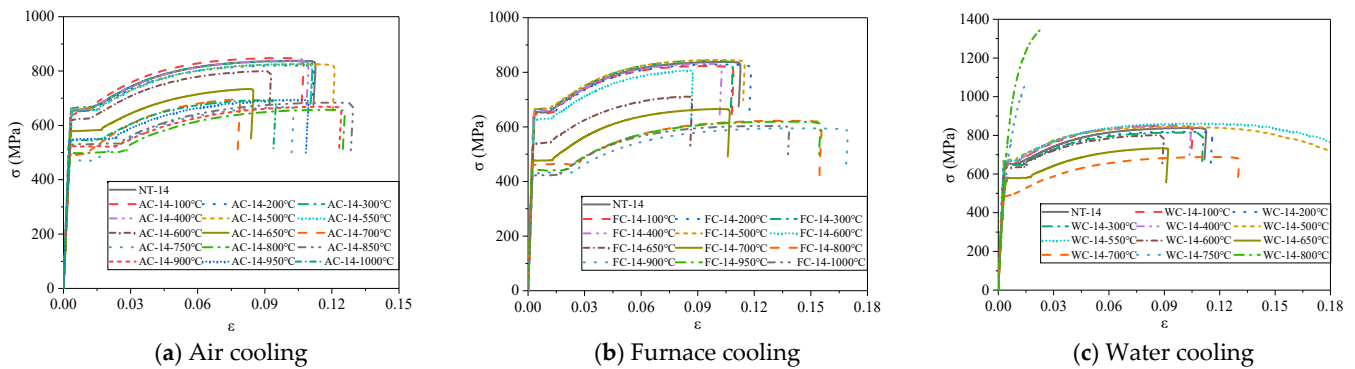 1000
800
600
400
200
0
σ (MPa)
NT-14
AC-14-100℃ AC-14-200℃ AC-14-300℃
AC-14-400℃ AC-14-500℃ AC-14-550℃
AC-14-600℃ AC-14-650℃ AC-14-700℃
AC-14-750℃ AC-14-800℃ AC-14-850℃
AC-14-900℃ AC-14-950℃ AC-14-1000℃
0.00 0.03 0.06 0.09 0.12 0.15
ε
(a) Air cooling
1000
800
600
400
200
0
σ (MPa)
NT-14
FC-14-100℃ FC-14-200℃ FC-14-300℃
FC-14-400℃ FC-14-500℃ FC-14-600℃
FC-14-650℃ FC-14-700℃ FC-14-800℃
FC-14-900℃ FC-14-950℃ FC-14-1000℃
0.00 0.03 0.06 0.09 0.12 0.15 0.18
ε
(b) Furnace cooling
1400
1200
1000
800
600
400
200
0
σ (MPa)
NT-14 WC-14-100℃ WC-14-200℃
WC-14-300℃ WC-14-400℃ WC-14-500℃
WC-14-550℃ WC-14-600℃ WC-14-650℃
WC-14-700℃ WC-14-750℃ WC-14-800℃
0.00 0.03 0.06 0.09 0.12 0.15 0.18
ε
(c) Water cooling